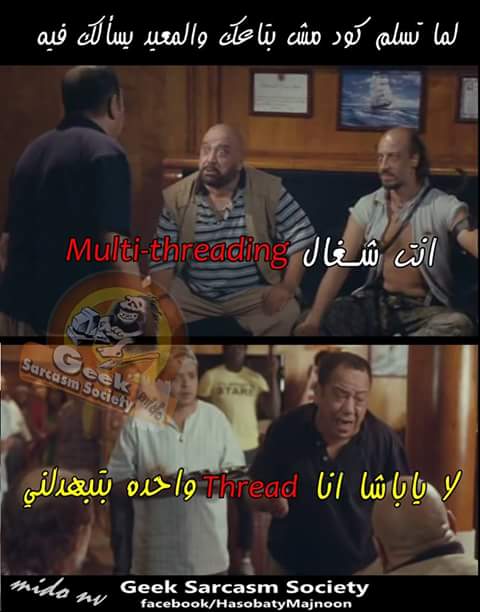 لما تسلم كود مش بتاعك والمعيد يسألك فيه
انت شغال Multi-threading
Geek
Sarcasm Society
لا ياباشا انا Thread واحده بتبهدلني
mido nv
Geek Sarcasm Society
facebook/HasobatyMajnoon